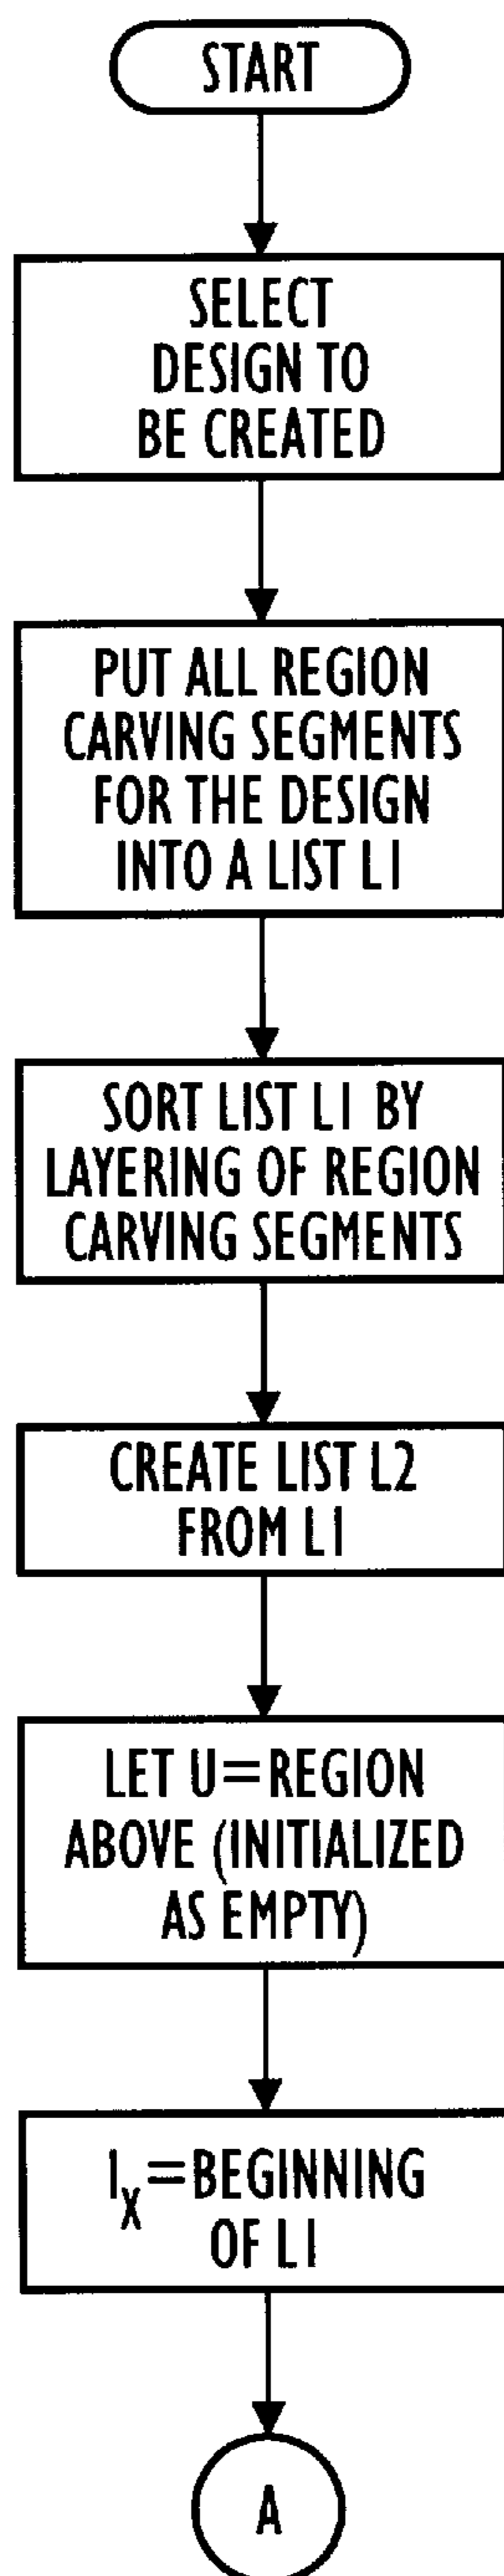 START
SELECT
DESIGN TO
BE CREATED
PUT ALL REGION
CARVING SEGMENTS
FOR THE DESIGN
INTO A LIST L1
SORT LIST L1 BY
LAYERING OF REGION
CARVING SEGMENTS
CREATE LIST L2
FROM L1
LET U=REGION
ABOVE (INITIALIZED
AS EMPTY)
1X=BEGINNING
OF L1
A